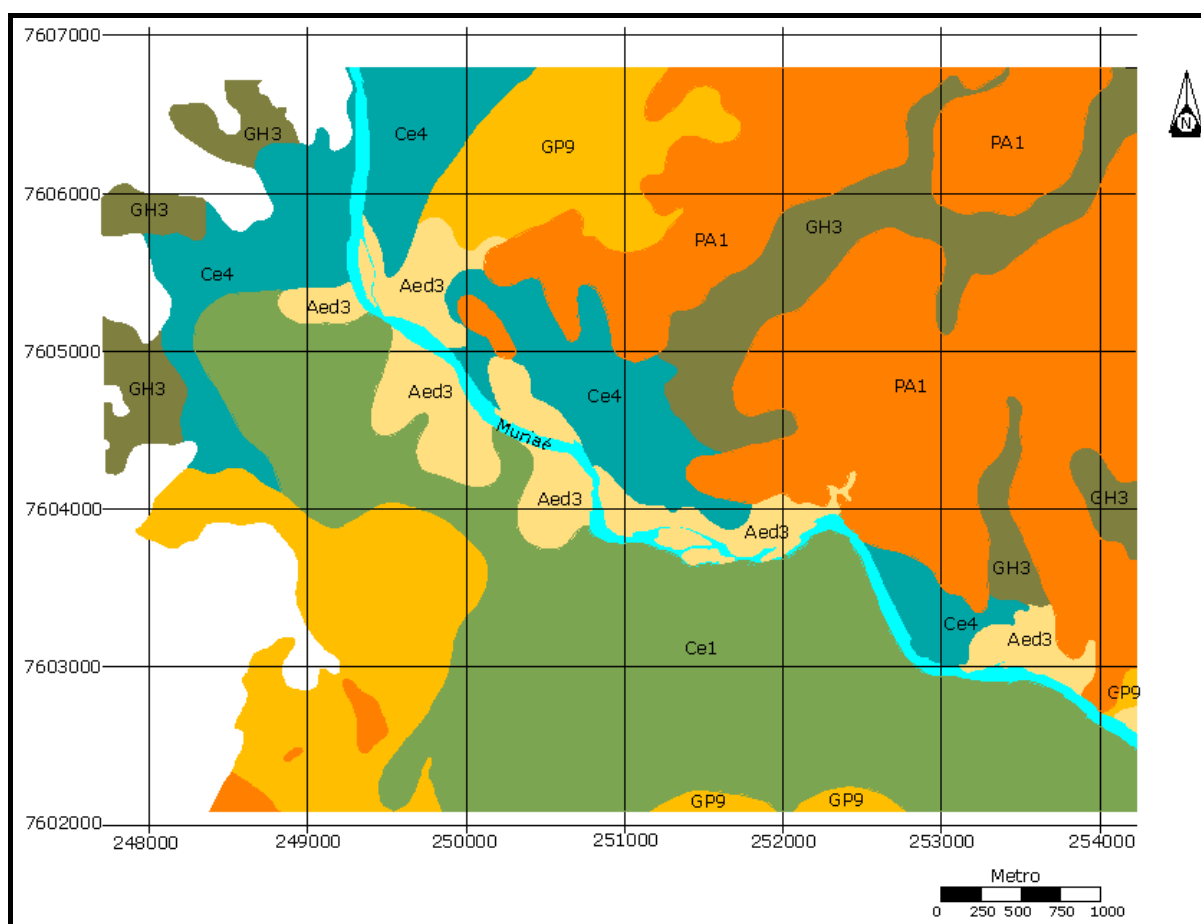 7607000
Ce4
GH3
GP9
PA1
7606000
GH3
PA1
GH3
Ce4
Aed3
Aed3
7605000
GH3
Aed3
Ce4
PA1
Muriaé
Aed3
GH3
7604000
Aed3
GH3
Ce4
Aed3
Ce1
7603000
GP9
GP9
GP9
7602000
248000 249000 250000 251000 252000 253000 254000
N
Metro
0 250 500 750 1000